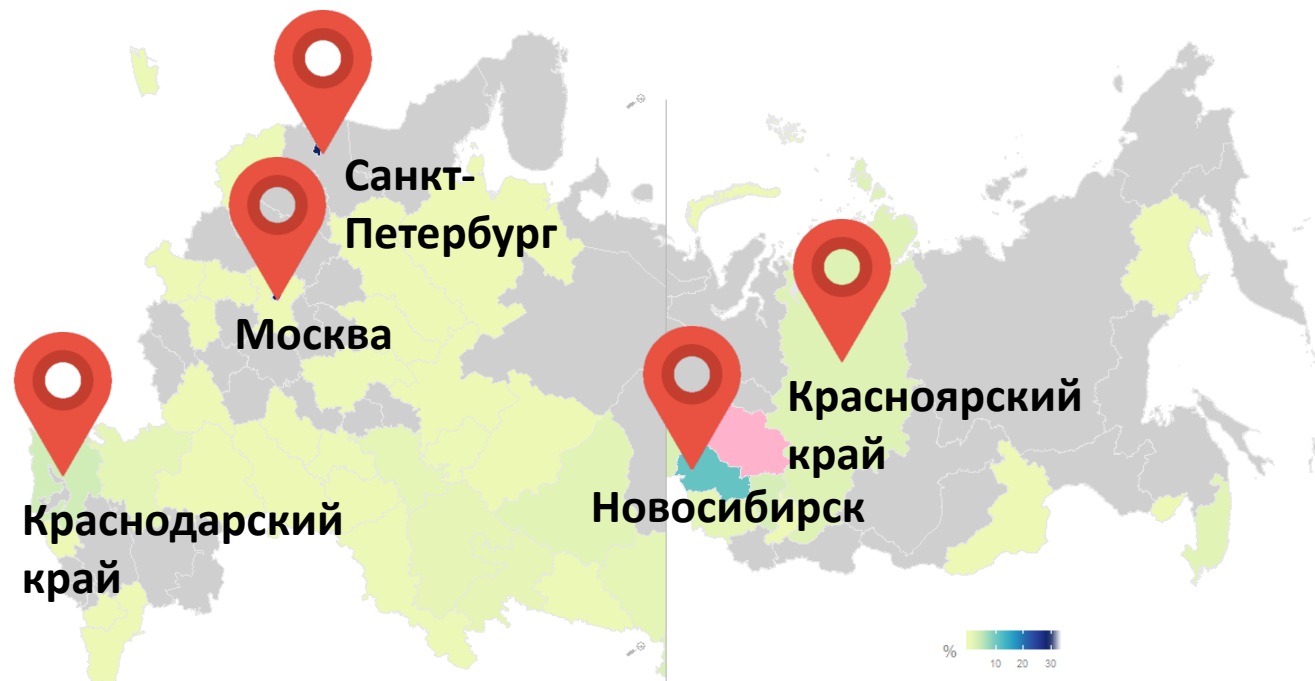 Санкт-
Петербург
Москва
Красноярский
край
Новосибирск
Краснодарский
край
%
10 20 30